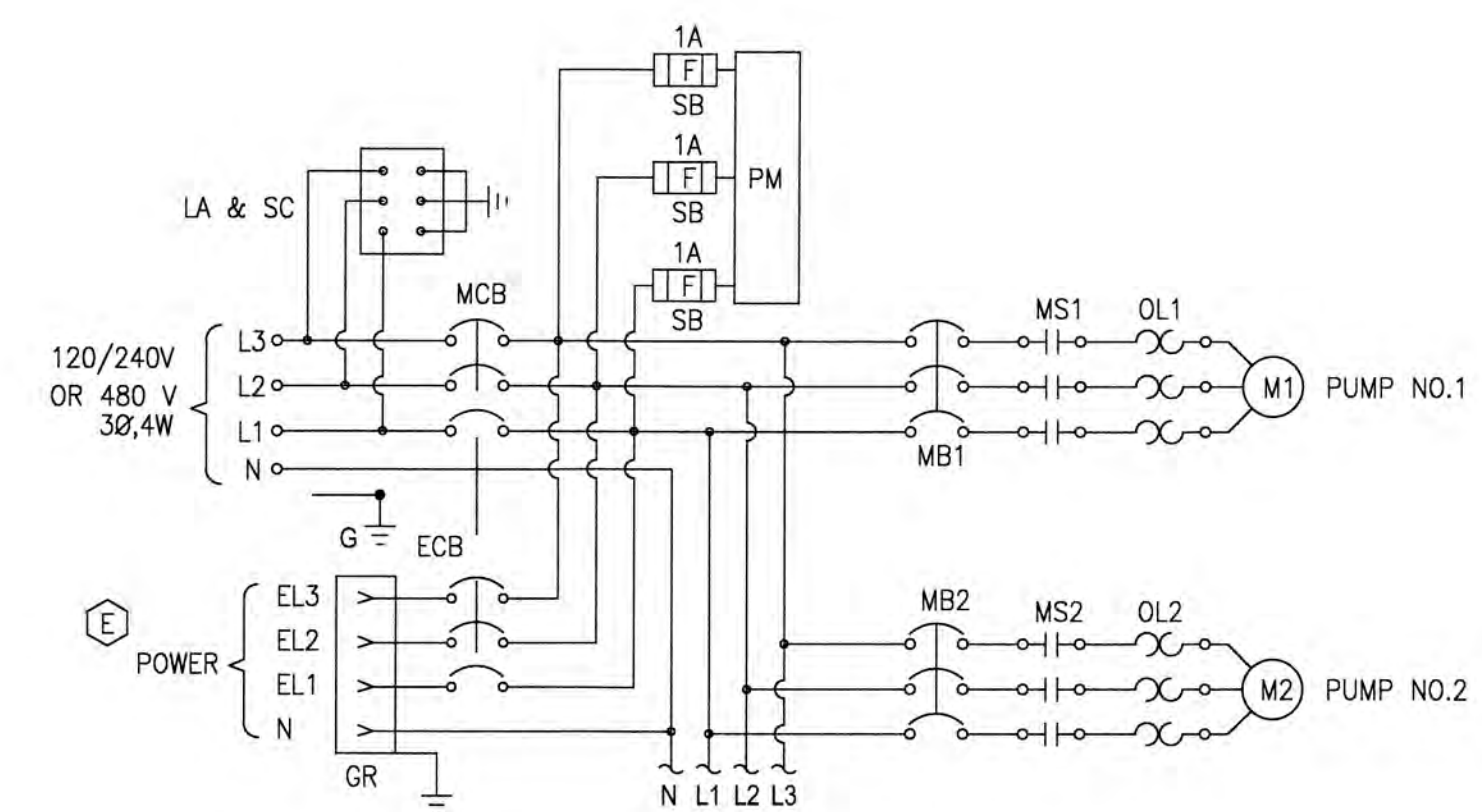 1A
F
SB
1A
F
SB
1A
F
SB
PM
LA & SC
MCB
120/240V
OR 480 V
3Ø,4W
L3
L2
L1
N
G
MB1
MS1
OL1
M1
PUMP NO.1
ECB
E
POWER
EL3
EL2
EL1
N
GR
MB2
MS2
OL2
M2
PUMP NO.2
N L1 L2 L3